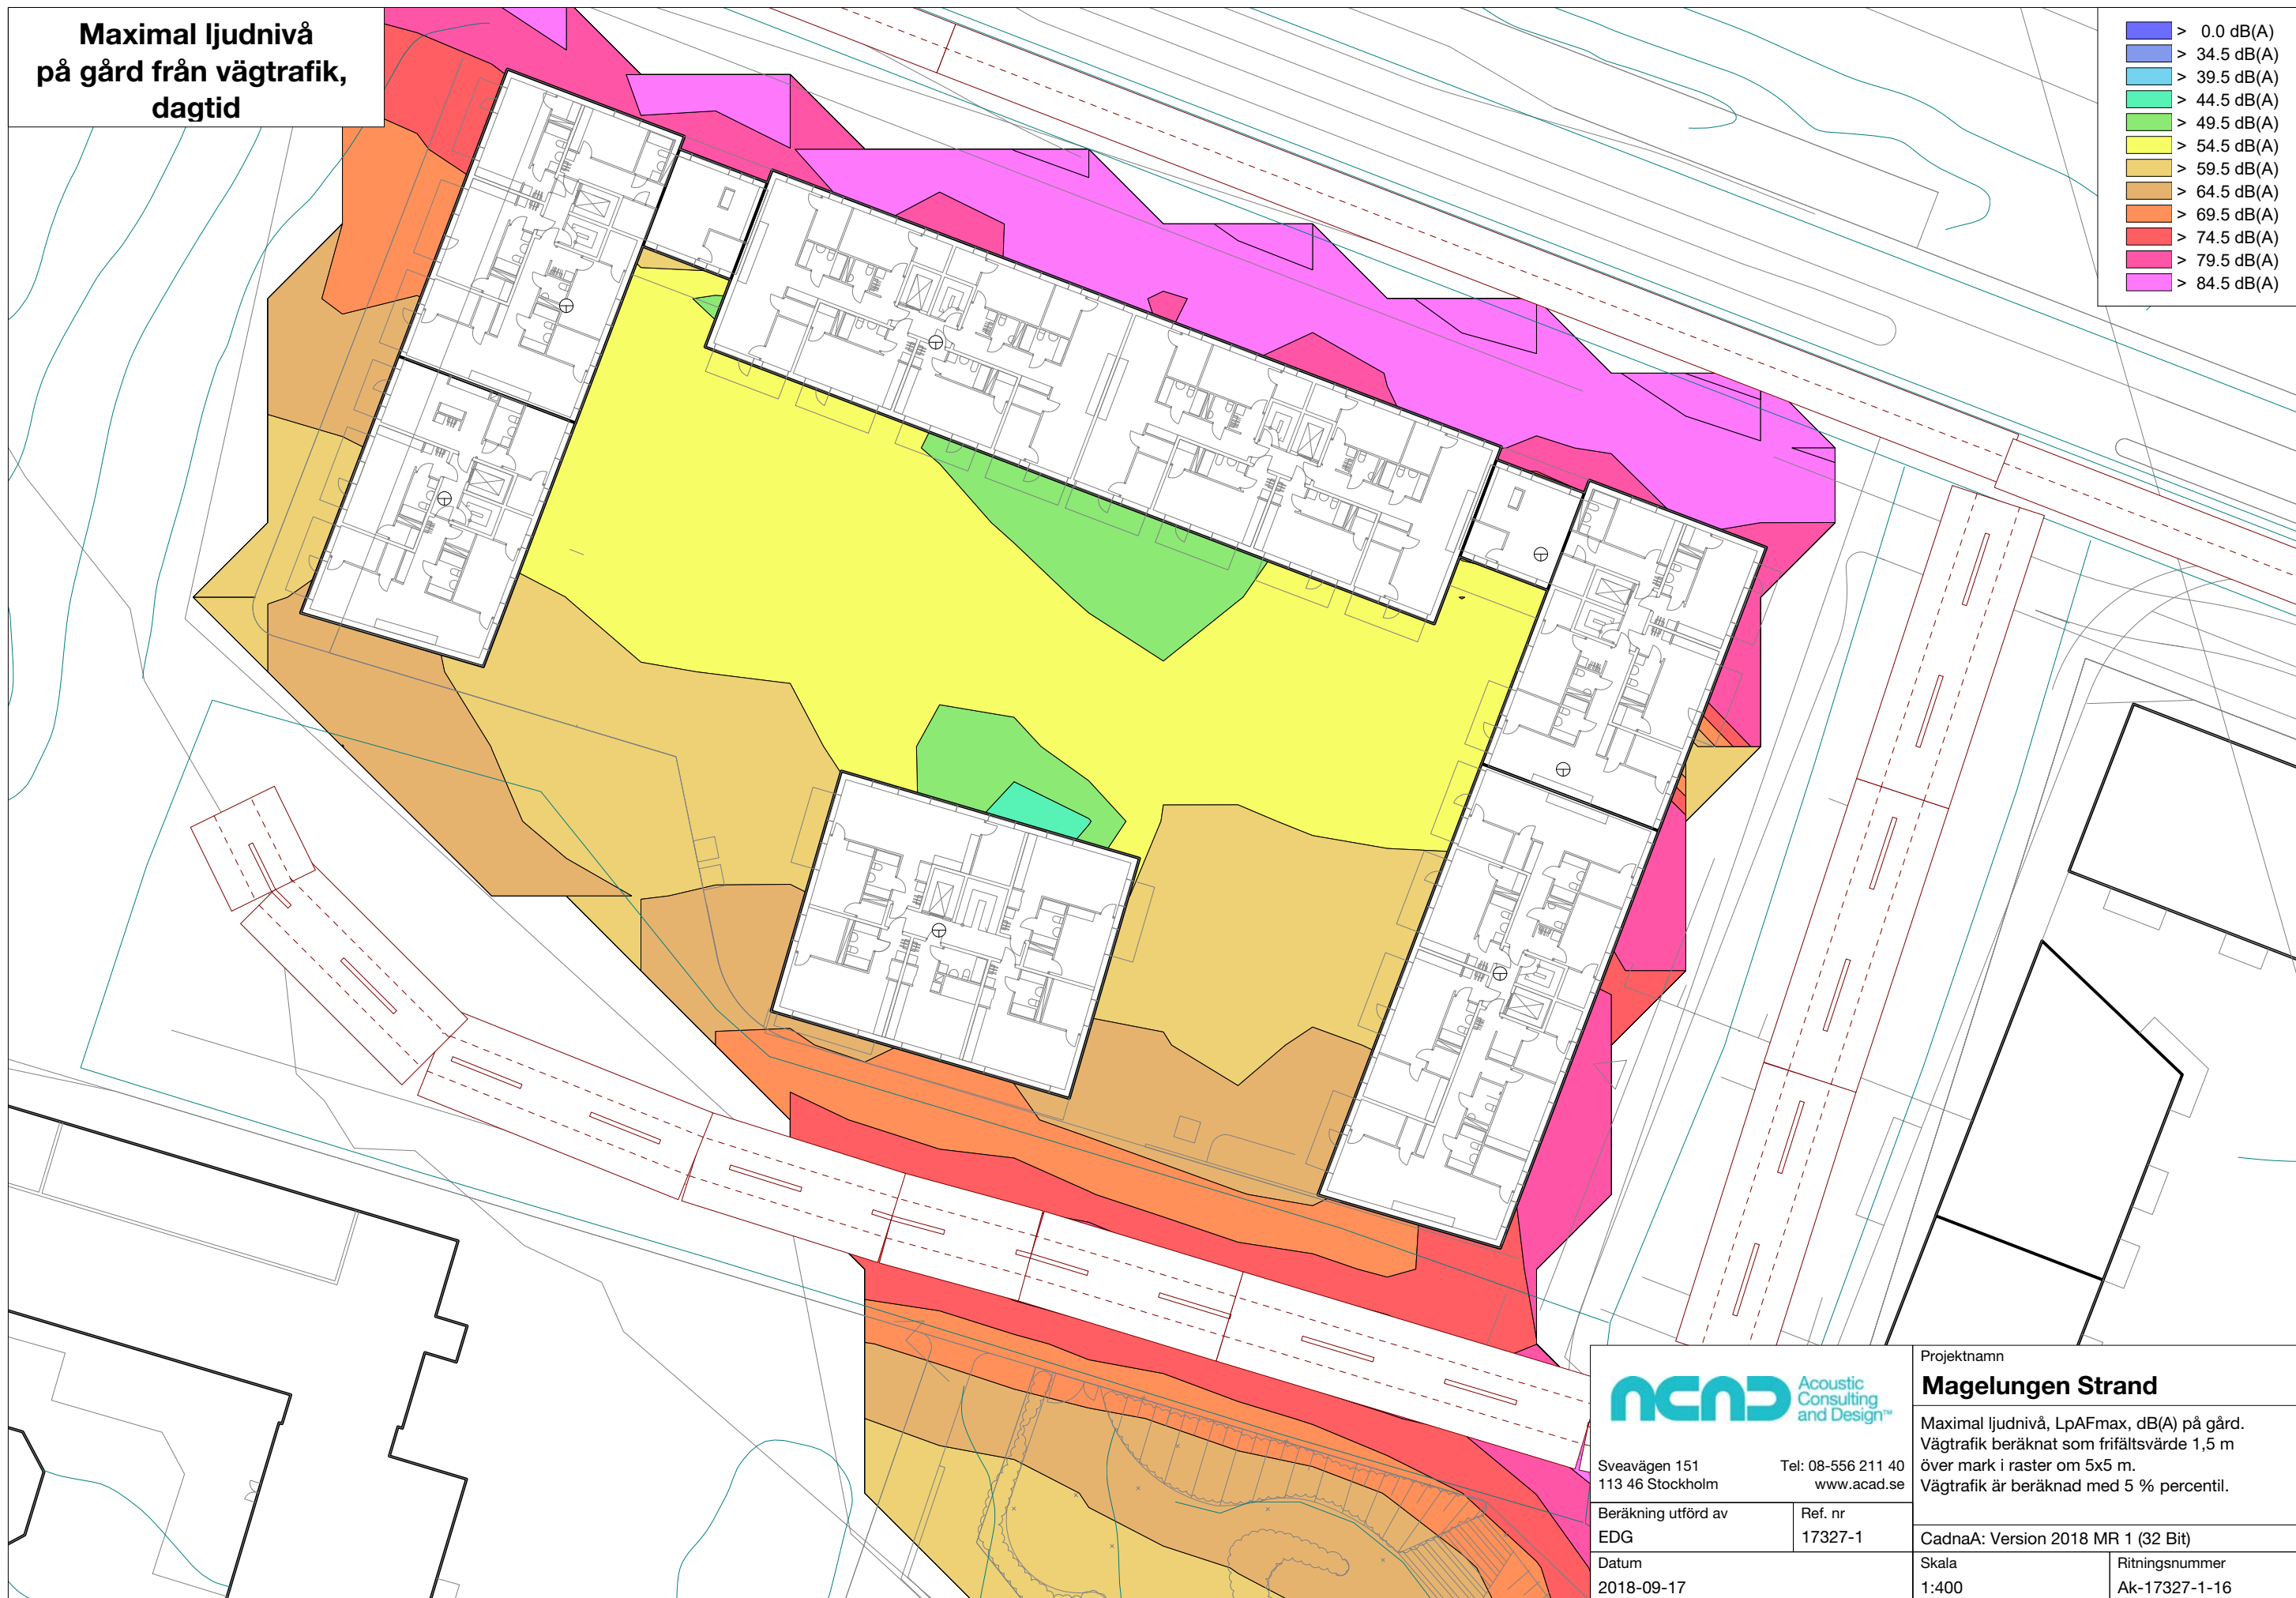 Maximal ljudnivå
på gård från vägtrafik,
dagtid
> 0.0 dB(A)
> 34.5 dB(A)
> 39.5 dB(A)
> 44.5 dB(A)
> 49.5 dB(A)
> 54.5 dB(A)
> 59.5 dB(A)
> 64.5 dB(A)
> 69.5 dB(A)
> 74.5 dB(A)
> 79.5 dB(A)
> 84.5 dB(A)
ACAD
Acoustic
Consulting
and Design™
Sveavägen 151
113 46 Stockholm
Tel: 08-556 211 40
www.acad.se
Beräkning utförd av
EDG
Ref. nr
17327-1
Datum
2018-09-17
Projektnamn
Magelungen Strand
Maximal ljudnivå, LpAFmax, dB(A) på gård.
Vägtrafik beräknat som frifältsvärde 1,5 m
över mark i raster om 5x5 m.
Vägtrafik är beräknad med 5 % percentil.
CadnaA: Version 2018 MR 1 (32 Bit)
Skala
1:400
Ritningsnummer
Ak-17327-1-16